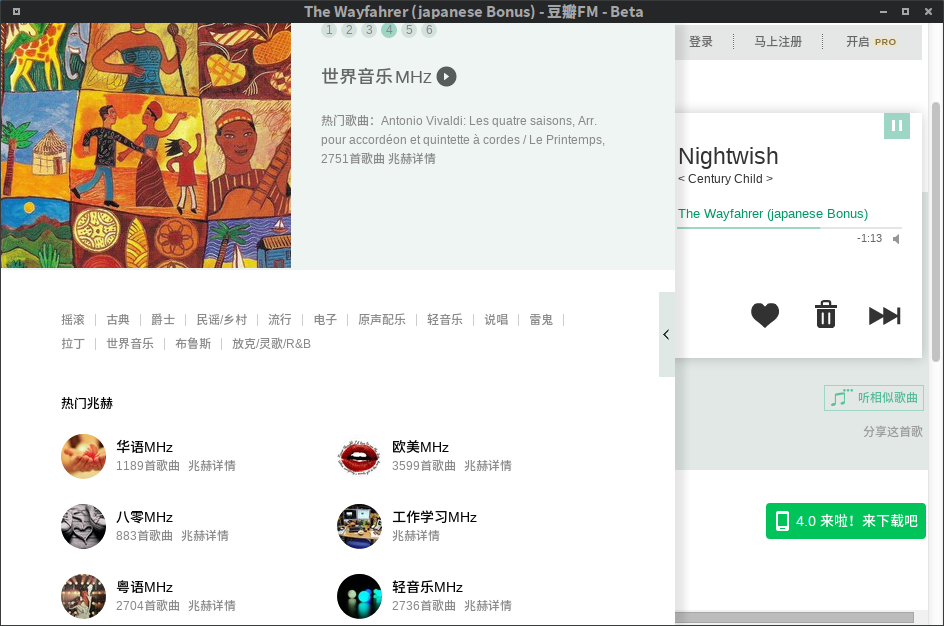 The Wayfahrer (japanese Bonus) - 豆瓣FM - Beta
1 2 3 4 5 6
世界音乐 MHz
热门歌曲：Antonio Vivaldi: Les quatre saisons, Arr.
pour accordéon et quintette à cordes / Le Printemps,
2751首歌曲 兆赫详情
登录 马上注册 开启 PRO
Nightwish
< Century Child >
The Wayfahrer (japanese Bonus)
-1:13
听相似歌曲
分享这首歌
4.0 来啦！来下载吧
摇滚 古典 爵士 民谣/乡村 流行 电子 原声配乐 轻音乐 说唱 雷鬼
拉丁 世界音乐 布鲁斯 放克/灵歌/R&B
热门兆赫
华语MHz
1189首歌曲 兆赫详情
欧美MHz
3599首歌曲 兆赫详情
八零MHz
883首歌曲 兆赫详情
工作学习MHz
兆赫详情
粤语MHz
2704首歌曲 兆赫详情
轻音乐MHz
2736首歌曲 兆赫详情